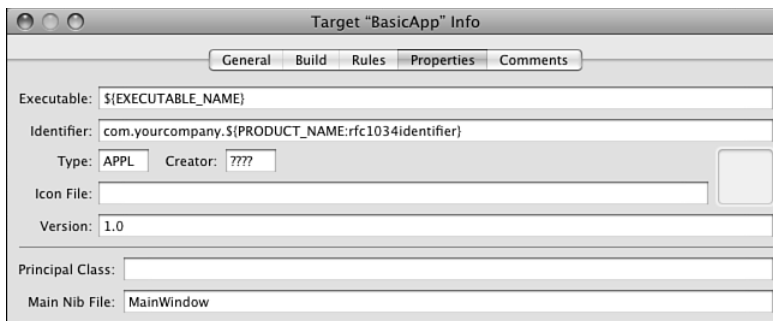 Target “BasicApp” Info
General Build Rules Properties Comments
Executable: ${EXECUTABLE_NAME}
Identifier: com.yourcompany.${PRODUCT_NAME:rfc1034identifier}
Type: APPL Creator: ????
Icon File:
Version: 1.0
Principal Class:
Main Nib File: MainWindow